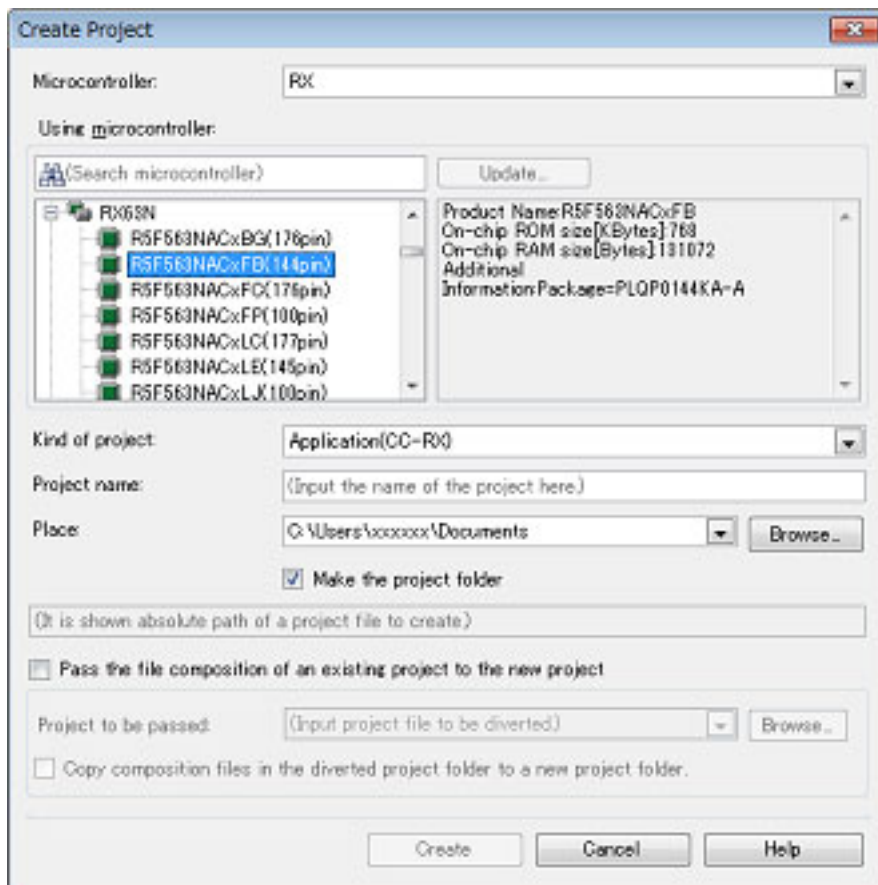 Create Project
Microcontroller:
RX
Using microcontroller:
(Search microcontroller)
Update...
RX63N
R5F563NACxBG(176pin)
R5F563NACxFB(144pin)
R5F563NACxFC(176pin)
R5F563NACxFP(100pin)
R5F563NACxLC(177pin)
R5F563NACxLE(145pin)
R5F563NACxLJ(100pin)
Product Name:R5F563NACxFB
On-chip ROM size[KBytes]:768
On-chip RAM size[Bytes]:131072
Additional
Information:Package=PLQP0144KA-A
Kind of project:
Application(CC-RX)
Project name:
(Input the name of the project here.)
Place:
C:\Users\xxxxxx\Documents
Browse...
Make the project folder
(It is shown absolute path of a project file to create)
Pass the file composition of an existing project to the new project
Project to be passed:
(Input project file to be diverted.)
Browse...
Copy composition files in the diverted project folder to a new project folder.
Create
Cancel
Help